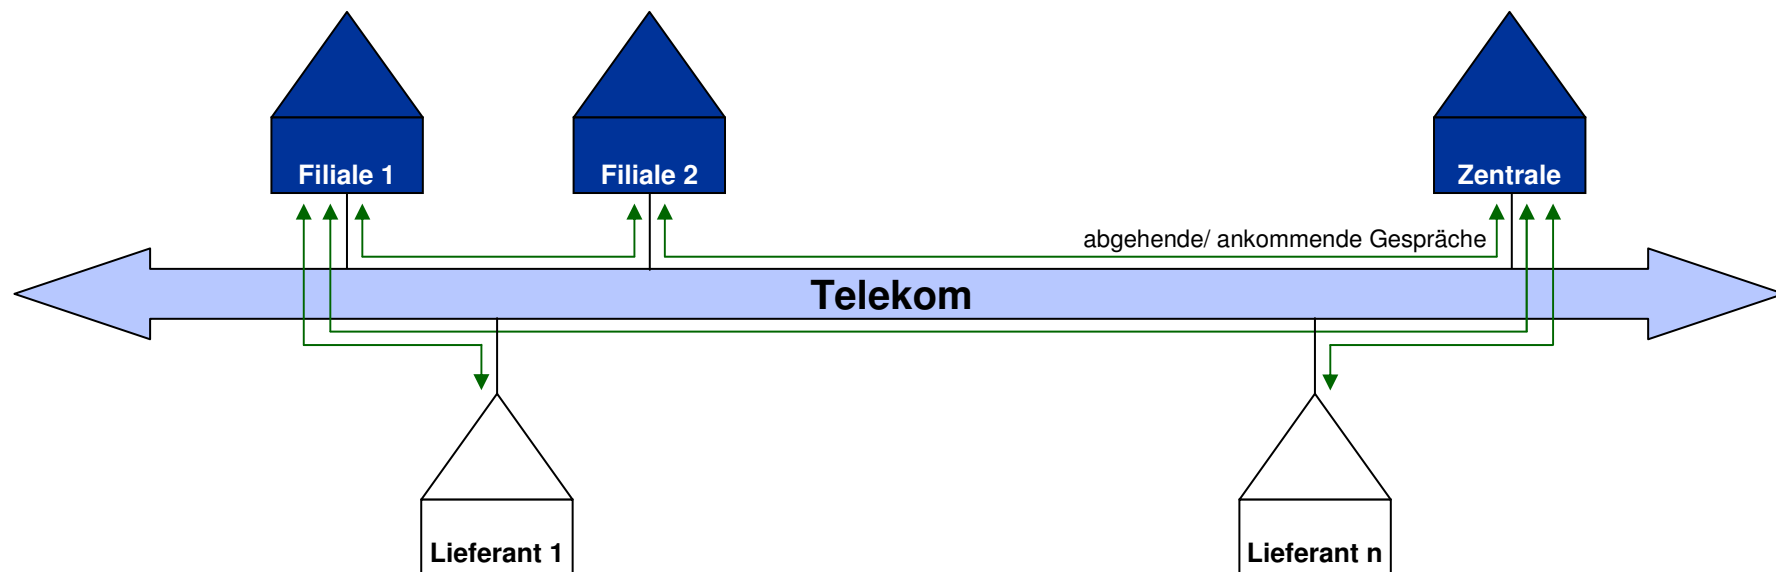 Filiale 1
Filiale 2
Zentrale
abgehende/ ankommende Gespräche
Telekom
Lieferant 1
Lieferant n